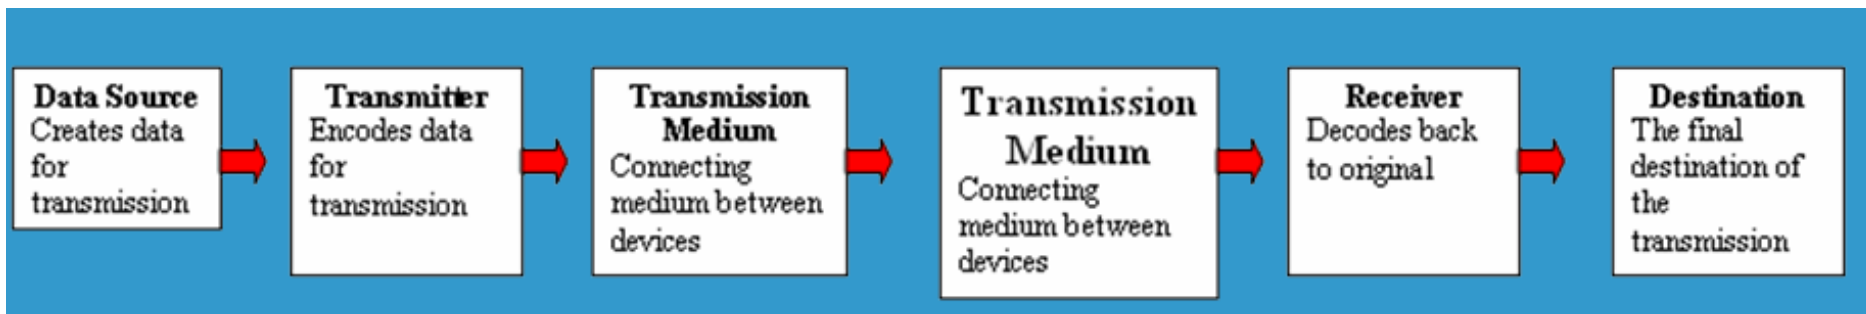 Data Source
Creates data
for
transmission
Transmitter
Encodes data
for
transmission
Transmission
Medium
Connecting
medium between
devices
Transmission
Medium
Connecting
medium between
devices
Receiver
Decodes back
to original
Destination
The final
destination of
the
transmission